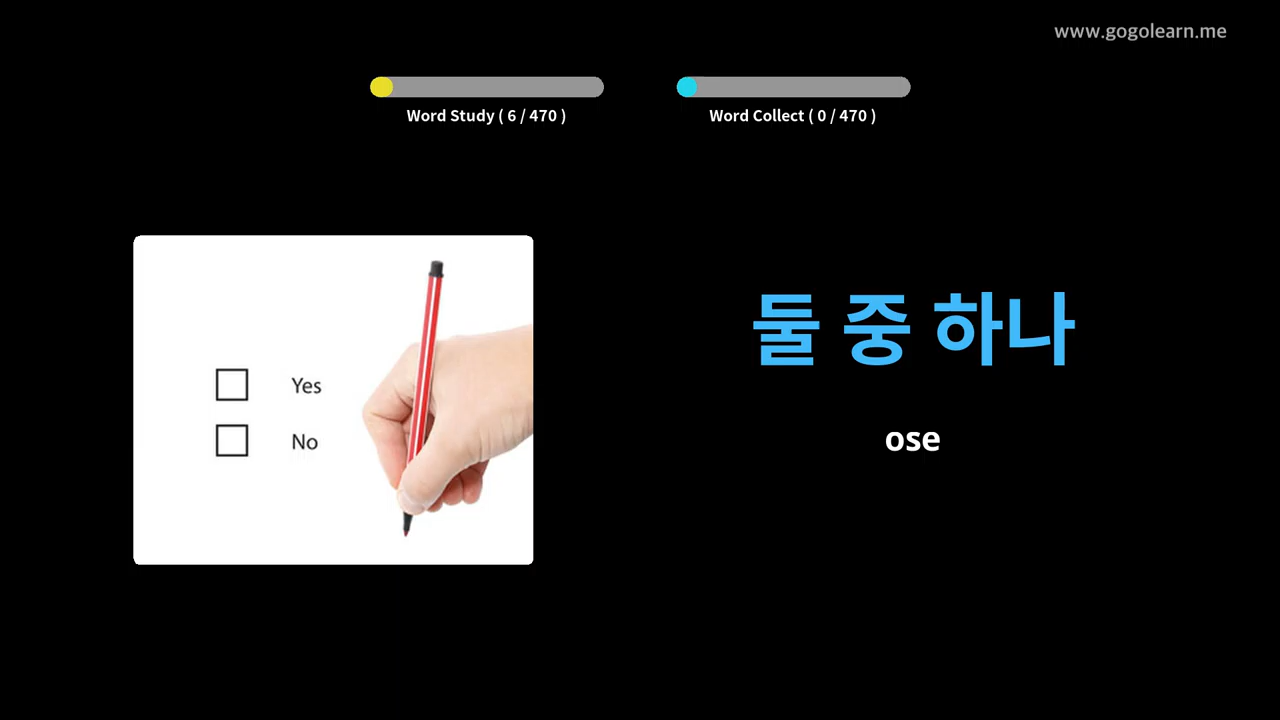 www.gogolearn.me
Word Study ( 6 / 470 )
Word Collect ( 0 / 470 )
Yes
No
둘 중 하나
ose